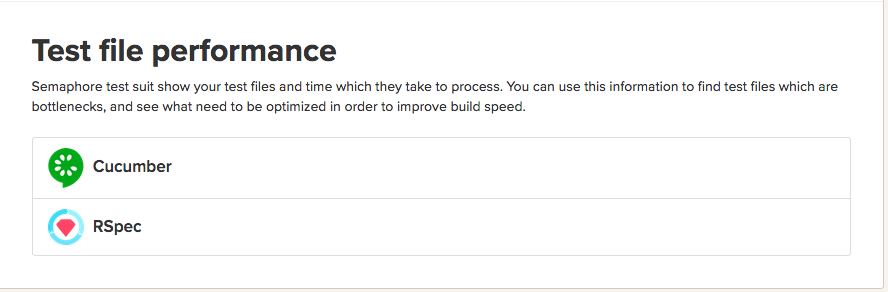 Test file performance
Semaphore test suit show your test files and time which they take to process. You can use this information to find test files which are
bottlenecks, and see what need to be optimized in order to improve build speed.
Cucumber
RSpec